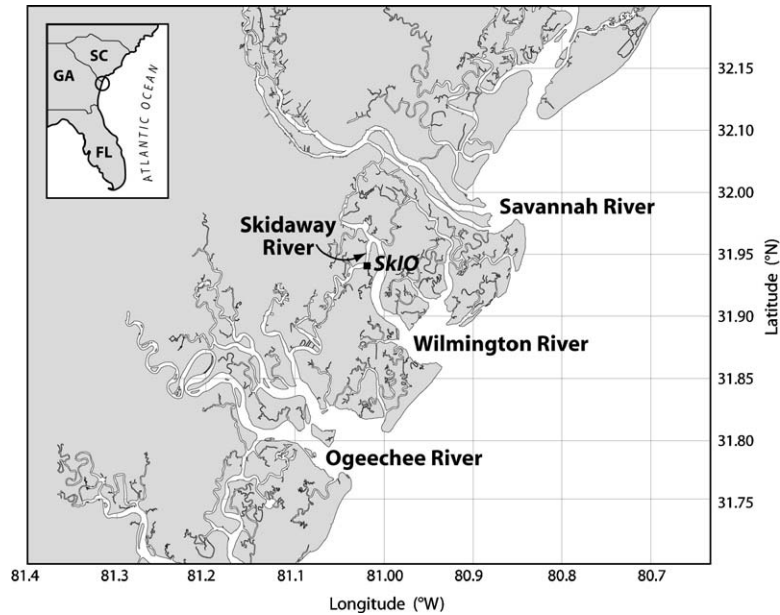 SC
GA
FL
ATLANTIC OCEAN
32.15
32.10
32.00
Savannah River
Skidaway
River
SkIO
31.95
Latitude (°N)
31.90
Wilmington River
31.85
31.80
Ogeechee River
31.75
81.4
81.3
81.2
81.1
81.00
80.9
80.8
80.7
Longitude (°W)